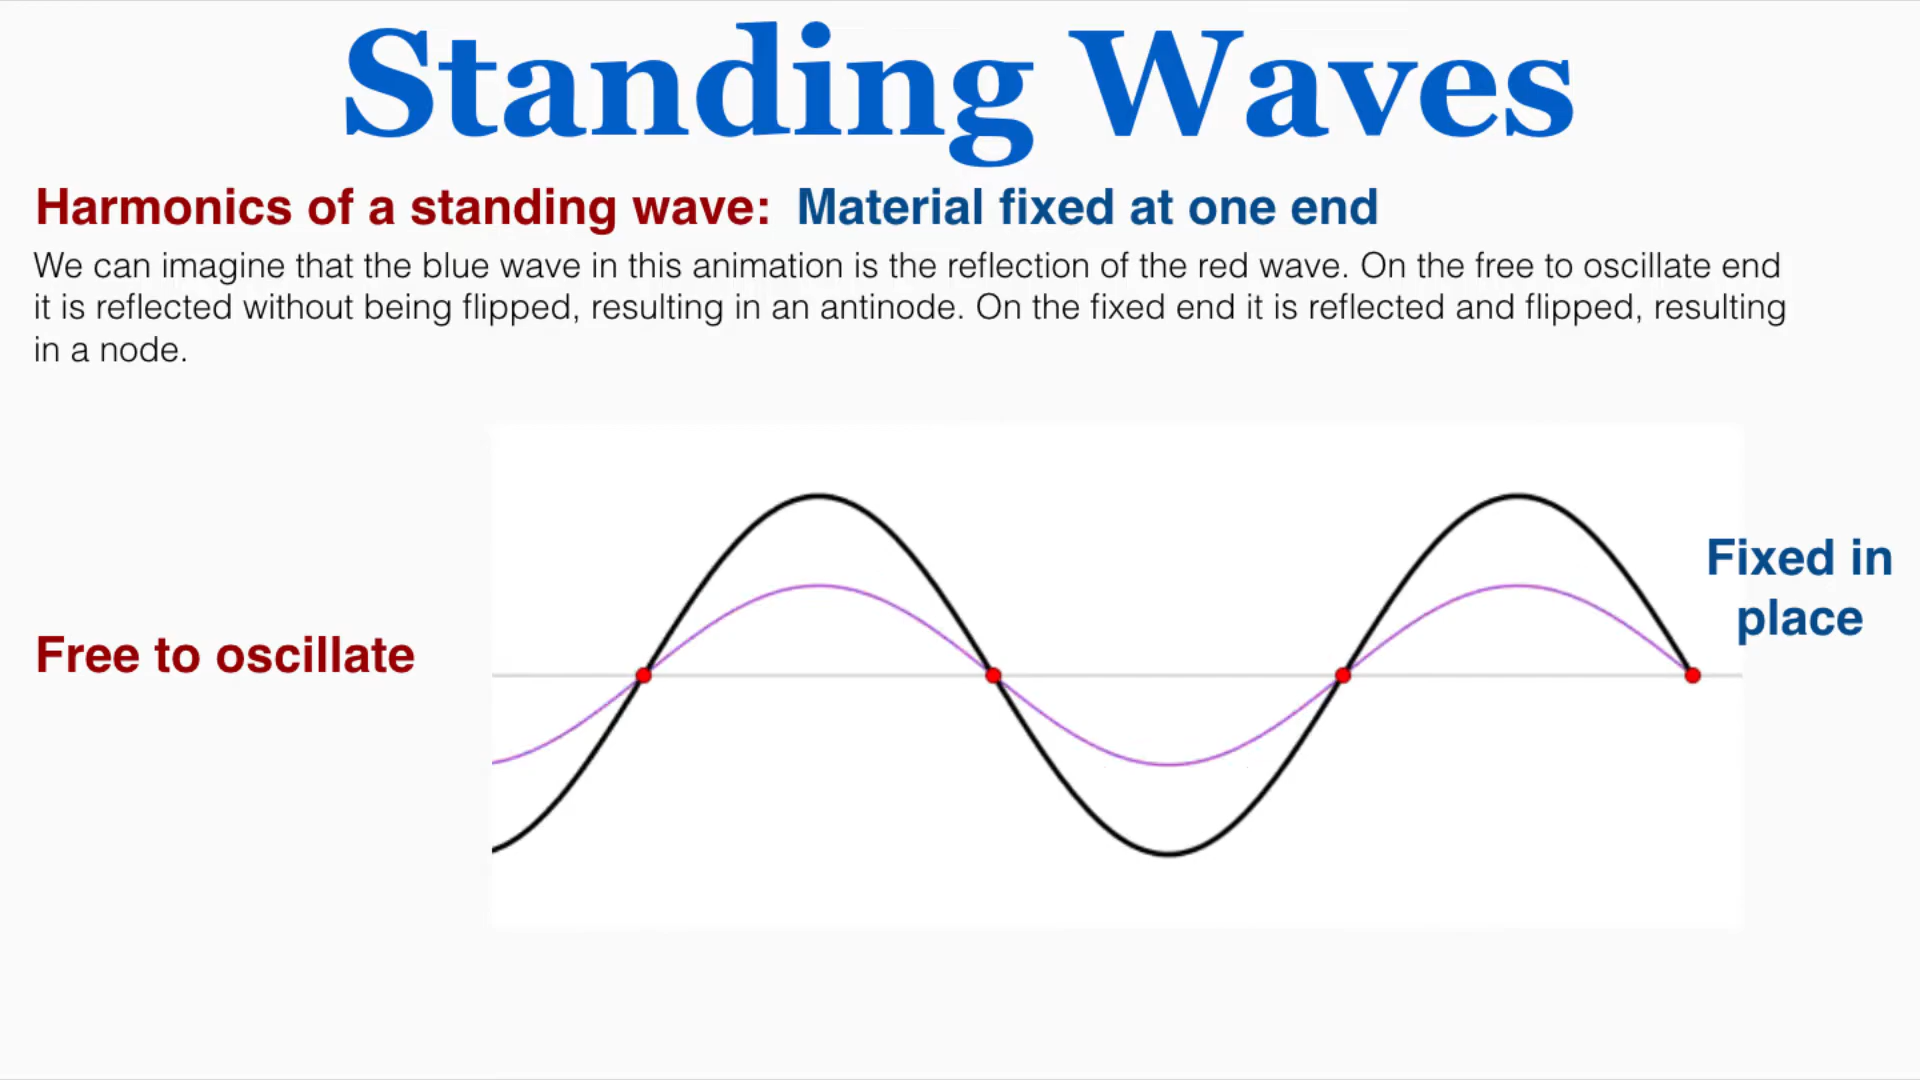 Standing Waves
Harmonics of a standing wave: Material fixed at one end
We can imagine that the blue wave in this animation is the reflection of the red wave. On the free to oscillate end
it is reflected without being flipped, resulting in an antinode. On the fixed end it is reflected and flipped, resulting
in a node.
Fixed in
place
Free to oscillate